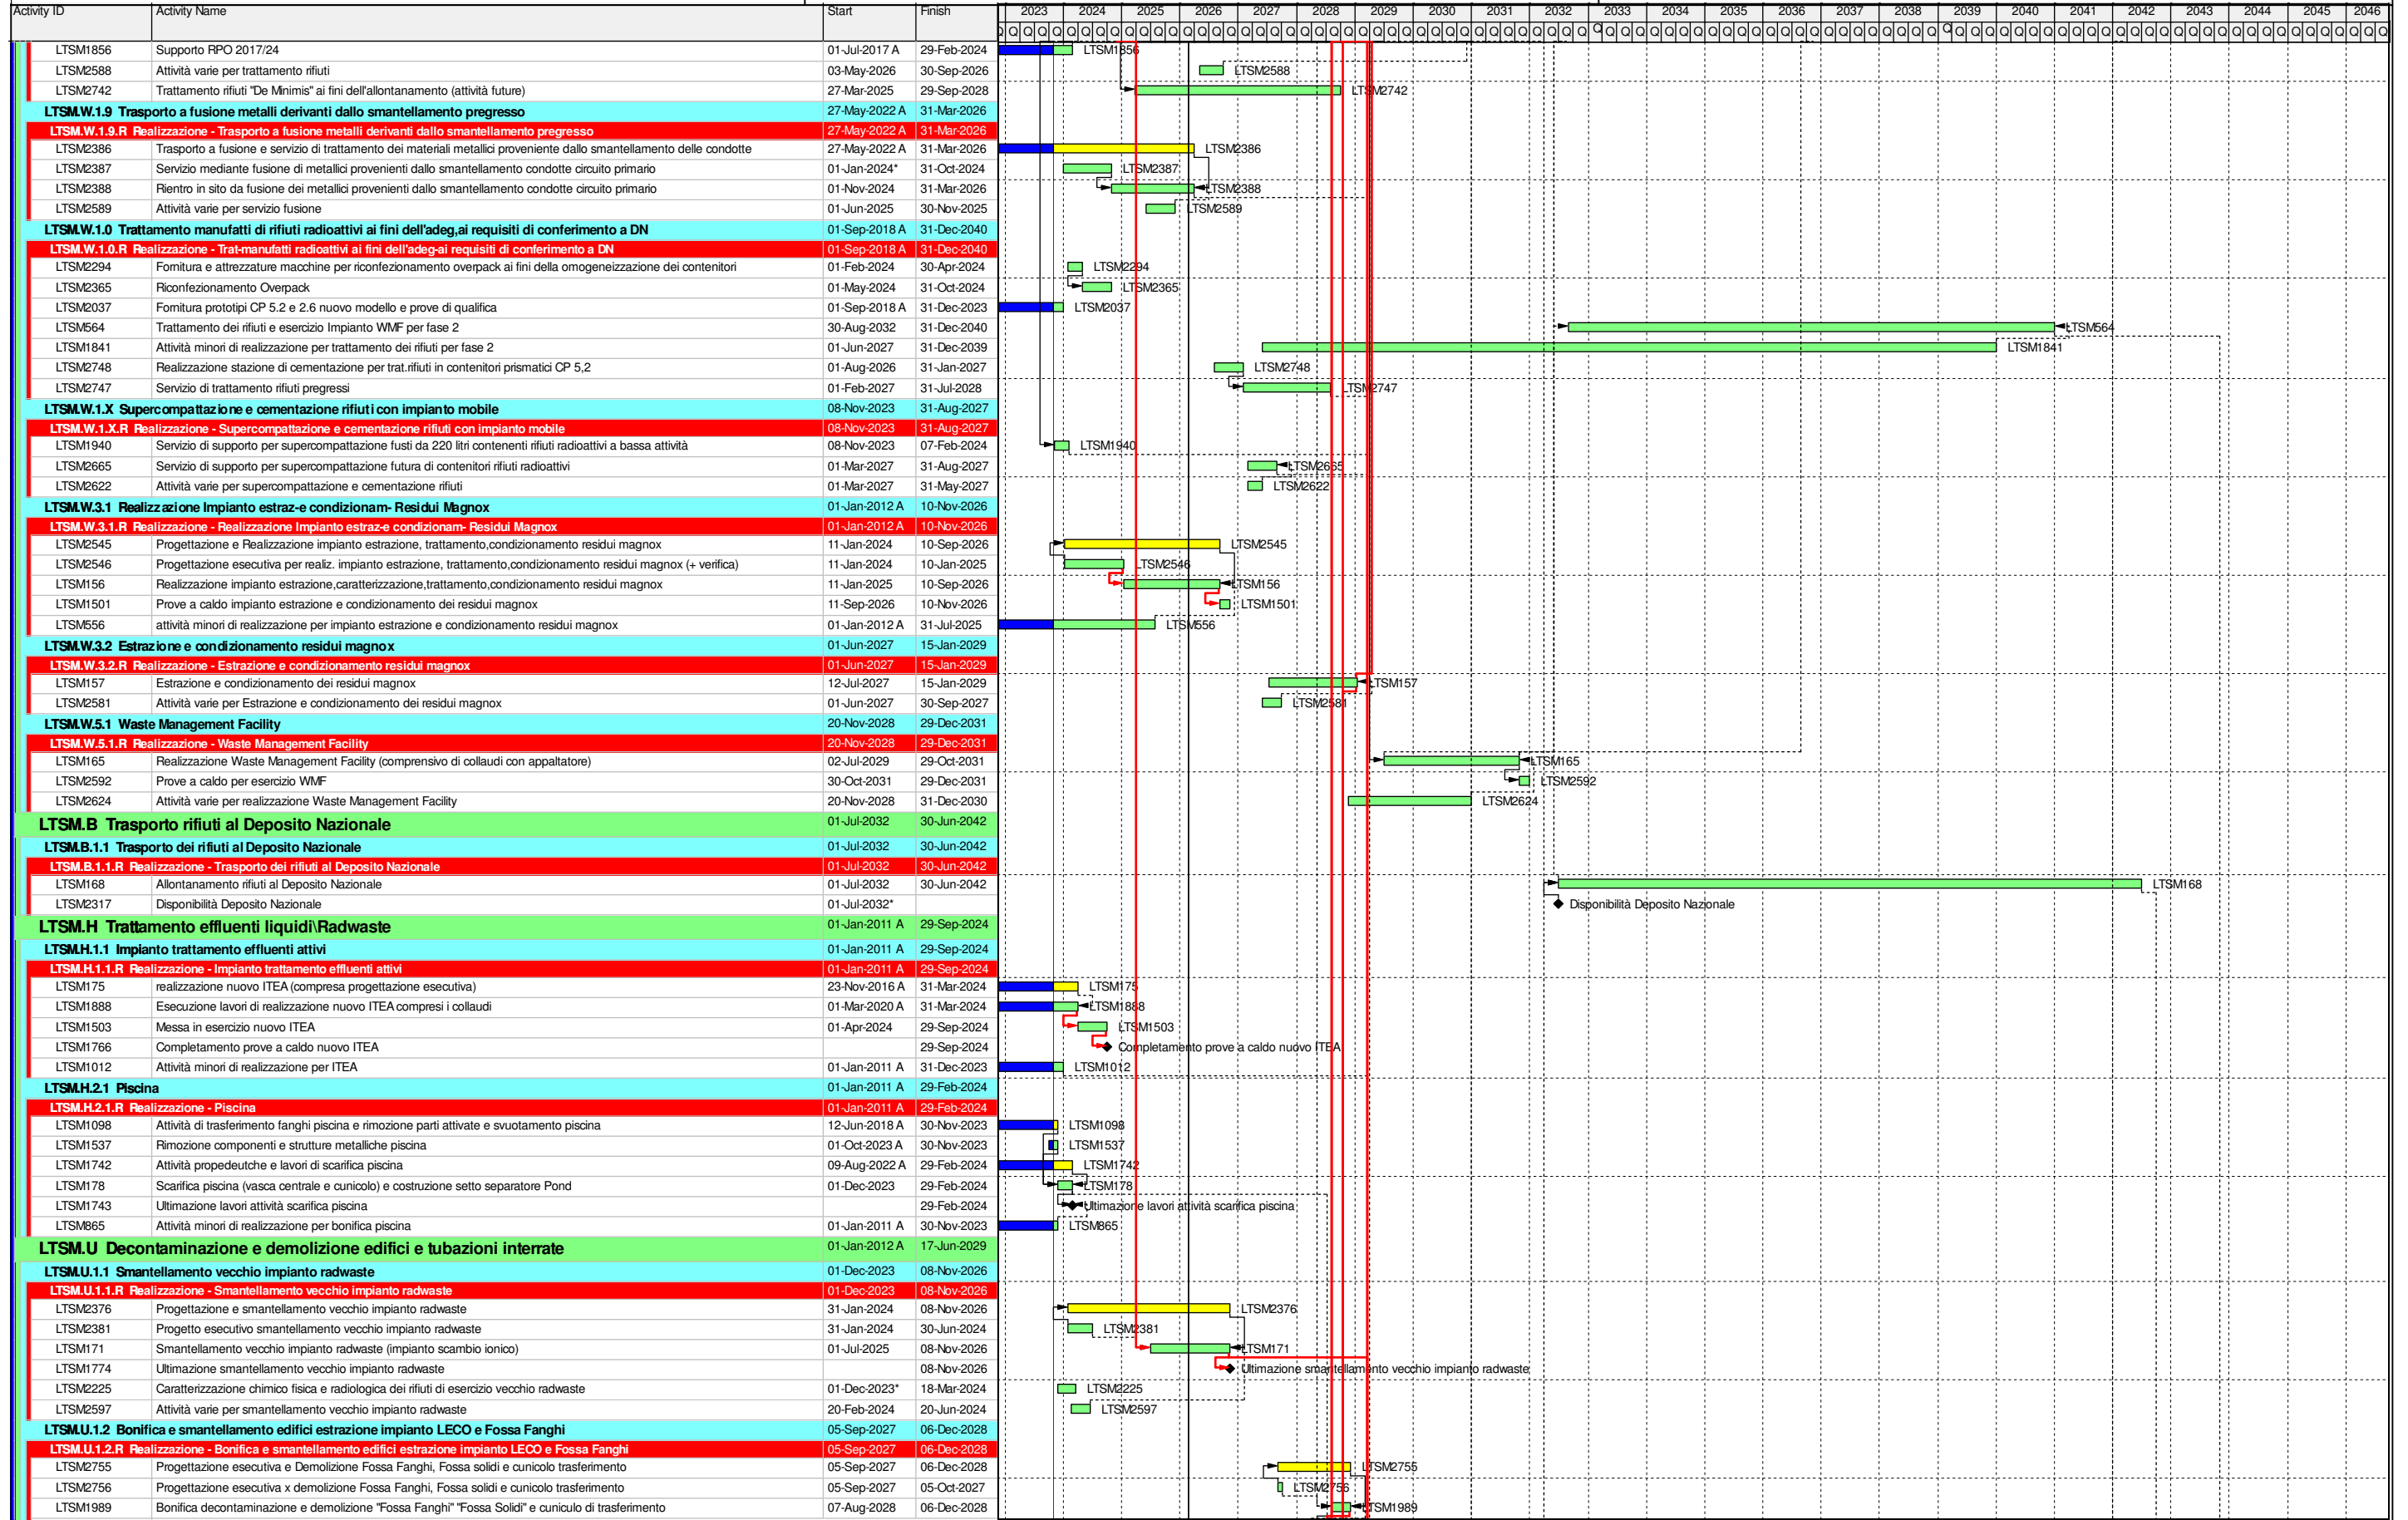 Activity ID Activity Name Start Finish 2023 2024 2025 2026 2027 2028 2029 2030 2031 2032 2033 2034 2035 2036 2037 2038 2039 2040 2041 2042 2043 2044 2045 2046
LTSM1856 Supporto RPO 2017/24 01-Jul-2017 A 29-Feb-2024 LTSM1856
LTSM2588 Attività varie per trattamento rifiuti 03-May-2026 30-Sep-2026 LTSM2588
LTSM2742 Trattamento rifiuti "De Minimis" ai fini dell'allontanamento (attività future) 27-Mar-2025 29-Sep-2028 LTSM2742
LTSM.W.1.9 Trasporto a fusione metalli derivanti dallo smantellamento pregresso 27-May-2022 A 31-Mar-2026
LTSM.W.1.9.R Realizzazione - Trasporto a fusione metalli derivanti dallo smantellamento pregresso 27-May-2022 A 31-Mar-2026
LTSM2386 Trasporto a fusione e servizio di trattamento dei materiali metallici proveniente dallo smantellamento delle condotte 27-May-2022 A 31-Mar-2026 LTSM2386
LTSM2387 Servizio mediante fusione di metallici provenienti dallo smantellamento condotte circuito primario 01-Jan-2024* 31-Oct-2024 LTSM2387
LTSM2388 Rientro in sito da fusione dei metallici provenienti dallo smantellamento condotte circuito primario 01-Nov-2024 31-Mar-2026 LTSM2388
LTSM2589 Attività varie per servizio fusione 01-Jun-2025 30-Nov-2025 LTSM2589
LTSM.W.1.0 Trattamento manufatti di rifiuti radioattivi ai fini dell'adeg,ai requisiti di conferimento a DN 01-Sep-2018 A 31-Dec-2040
LTSM.W.1.0.R Realizzazione - Trat-manufatti radioattivi ai fini dell'adeg-ai requisiti di conferimento a DN 01-Sep-2018 A 31-Dec-2040
LTSM2294 Fornitura e attrezzature macchine per riconfezionamento overpack ai fini della omogeneizzazione dei contenitori 01-Feb-2024 30-Apr-2024 LTSM2294
LTSM2365 Riconfezionamento Overpack 01-May-2024 31-Oct-2024 LTSM2365
LTSM2037 Fornitura prototipi CP 5.2 e 2.6 nuovo modello e prove di qualifica 01-Sep-2018 A 31-Dec-2023 LTSM2037
LTSM564 Trattamento dei rifiuti e esercizio Impianto WMF per fase 2 30-Aug-2032 31-Dec-2040 LTSM564
LTSM1841 Attività minori di realizzazione per trattamento dei rifiuti per fase 2 01-Jun-2027 31-Dec-2039 LTSM1841
LTSM2748 Realizzazione stazione di cementazione per trat.rifiuti in contenitori prismatici CP 5,2 01-Aug-2026 31-Jan-2027 LTSM2748
LTSM2747 Servizio di trattamento rifiuti pregressi 01-Feb-2027 31-Jul-2028 LTSM2747
LTSM.W.1.X Supercompattazione e cementazione rifiuti con impianto mobile 08-Nov-2023 31-Aug-2027
LTSM.W.1.X.R Realizzazione - Supercompattazione e cementazione rifiuti con impianto mobile 08-Nov-2023 31-Aug-2027
LTSM1940 Servizio di supporto per supercompattazione fusti da 220 litri contenenti rifiuti radioattivi a bassa attività 08-Nov-2023 07-Feb-2024 LTSM1940
LTSM2665 Servizio di supporto per supercompattazione futura di contenitori rifiuti radioattivi 01-Mar-2027 31-Aug-2027 LTSM2665
LTSM2622 Attività varie per supercompattazione e cementazione rifiuti 01-Mar-2027 31-May-2027 LTSM2622
LTSM.W.3.1 Realizzazione Impianto estraz-e condizionam- Residui Magnox 01-Jan-2012 A 10-Nov-2026
LTSM.W.3.1.R Realizzazione - Realizzazione Impianto estraz-e condizionam- Residui Magnox 01-Jan-2012 A 10-Nov-2026
LTSM2545 Progettazione e Realizzazione impianto estrazione, trattamento,condizionamento residui magnox 11-Jan-2024 10-Sep-2026 LTSM2545
LTSM2546 Progettazione esecutiva per realiz. impianto estrazione, trattamento,condizionamento residui magnox (+ verifica) 11-Jan-2024 10-Jan-2025 LTSM2546
LTSM156 Realizzazione impianto estrazione,caratterizzazione,trattamento,condizionamento residui magnox 11-Jan-2025 10-Sep-2026 LTSM156
LTSM1501 Prove a caldo impianto estrazione e condizionamento dei residui magnox 11-Sep-2026 10-Nov-2026 LTSM1501
LTSM556 attività minori di realizzazione per impianto estrazione e condizionamento residui magnox 01-Jan-2012 A 31-Jul-2025 LTSM556
LTSM.W.3.2 Estrazione e condizionamento residui magnox 01-Jun-2027 15-Jan-2029
LTSM.W.3.2.R Realizzazione - Estrazione e condizionamento residui magnox 01-Jun-2027 15-Jan-2029
LTSM157 Estrazione e condizionamento dei residui magnox 12-Jul-2027 15-Jan-2029 LTSM157
LTSM2581 Attività varie per Estrazione e condizionamento dei residui magnox 01-Jun-2027 30-Sep-2027 LTSM2581
LTSM.W.5.1 Waste Management Facility 20-Nov-2028 29-Dec-2031
LTSM.W.5.1.R Realizzazione - Waste Management Facility 20-Nov-2028 29-Dec-2031
LTSM165 Realizzazione Waste Management Facility (comprensivo di collaudi con appaltatore) 02-Jul-2029 29-Oct-2031 LTSM165
LTSM2592 Prove a caldo per esercizio WMF 30-Oct-2031 29-Dec-2031 LTSM2592
LTSM2624 Attività varie per realizzazione Waste Management Facility 20-Nov-2028 31-Dec-2030 LTSM2624
LTSM.B Trasporto rifiuti al Deposito Nazionale 01-Jul-2032 30-Jun-2042
LTSM.B.1.1 Trasporto dei rifiuti al Deposito Nazionale 01-Jul-2032 30-Jun-2042
LTSM.B.1.1.R Realizzazione - Trasporto dei rifiuti al Deposito Nazionale 01-Jul-2032 30-Jun-2042
LTSM168 Allontanamento rifiuti al Deposito Nazionale 01-Jul-2032 30-Jun-2042 LTSM168
LTSM2317 Disponibilità Deposito Nazionale 01-Jul-2032* Disponibilità Deposito Nazionale
LTSM.H Trattamento effluenti liquidi\Radwaste 01-Jan-2011 A 29-Sep-2024
LTSM.H.1.1 Impianto trattamento effluenti attivi 01-Jan-2011 A 29-Sep-2024
LTSM.H.1.1.R Realizzazione - Impianto trattamento effluenti attivi 01-Jan-2011 A 29-Sep-2024
LTSM175 realizzazione nuovo ITEA (compresa progettazione esecutiva) 23-Nov-2016 A 31-Mar-2024 LTSM175
LTSM1888 Esecuzione lavori di realizzazione nuovo ITEA compresi i collaudi 01-Mar-2020 A 31-Mar-2024 LTSM1888
LTSM1503 Messa in esercizio nuovo ITEA 01-Apr-2024 29-Sep-2024 LTSM1503
LTSM1766 Completamento prove a caldo nuovo ITEA 29-Sep-2024 Completamento prove a caldo nuovo ITEA
LTSM1012 Attività minori di realizzazione per ITEA 01-Jan-2011 A 31-Dec-2023 LTSM1012
LTSM.H.2.1 Piscina 01-Jan-2011 A 29-Feb-2024
LTSM.H.2.1.R Realizzazione - Piscina 01-Jan-2011 A 29-Feb-2024
LTSM1098 Attività di trasferimento fanghi piscina e rimozione parti attivate e svuotamento piscina 12-Jun-2018 A 30-Nov-2023 LTSM1098
LTSM1537 Rimozione componenti e strutture metalliche piscina 01-Oct-2023 A 30-Nov-2023 LTSM1537
LTSM1742 Attività propedeutche e lavori di scarifica piscina 09-Aug-2022 A 29-Feb-2024 LTSM1742
LTSM178 Scarifica piscina (vasca centrale e cunicolo) e costruzione setto separatore Pond 01-Dec-2023 29-Feb-2024 LTSM178
LTSM1743 Ultimazione lavori attività scarifica piscina 29-Feb-2024 Ultimazione lavori attività scarifica piscina
LTSM865 Attività minori di realizzazione per bonifica piscina 01-Jan-2011 A 30-Nov-2023 LTSM865
LTSM.U Decontaminazione e demolizione edifici e tubazioni interrate 01-Jan-2012 A 17-Jun-2029
LTSM.U.1.1 Smantellamento vecchio impianto radwaste 01-Dec-2023 08-Nov-2026
LTSM.U.1.1.R Realizzazione - Smantellamento vecchio impianto radwaste 01-Dec-2023 08-Nov-2026
LTSM2376 Progettazione e smantellamento vecchio impianto radwaste 31-Jan-2024 08-Nov-2026 LTSM2376
LTSM2381 Progetto esecutivo smantellamento vecchio impianto radwaste 31-Jan-2024 30-Jun-2024 LTSM2381
LTSM171 Smantellamento vecchio impianto radwaste (impianto scambio ionico) 01-Jul-2025 08-Nov-2026 LTSM171
LTSM1774 Ultimazione smantellamento vecchio impianto radwaste 08-Nov-2026 Ultimazione smantellamento vecchio impianto radwaste
LTSM2225 Caratterizzazione chimico fisica e radiologica dei rifiuti di esercizio vecchio radwaste 01-Dec-2023* 18-Mar-2024 LTSM2225
LTSM2597 Attività varie per smantellamento vecchio impianto radwaste 20-Feb-2024 20-Jun-2024 LTSM2597
LTSM.U.1.2 Bonifica e smantellamento edifici estrazione impianto LECO e Fossa Fanghi 05-Sep-2027 06-Dec-2028
LTSM.U.1.2.R Realizzazione - Bonifica e smantellamento edifici estrazione impianto LECO e Fossa Fanghi 05-Sep-2027 06-Dec-2028
LTSM2755 Progettazione esecutiva e Demolizione Fossa Fanghi, Fossa solidi e cunicolo trasferimento 05-Sep-2027 06-Dec-2028 LTSM2755
LTSM2756 Progettazione esecutiva x demolizione Fossa Fanghi, Fossa solidi e cunicolo trasferimento 05-Sep-2027 05-Oct-2027 LTSM2756
LTSM1989 Bonifica decontaminazione e demolizione "Fossa Fanghi" "Fossa Solidi" e cuniculo di trasferimento 07-Aug-2028 06-Dec-2028 LTSM1989